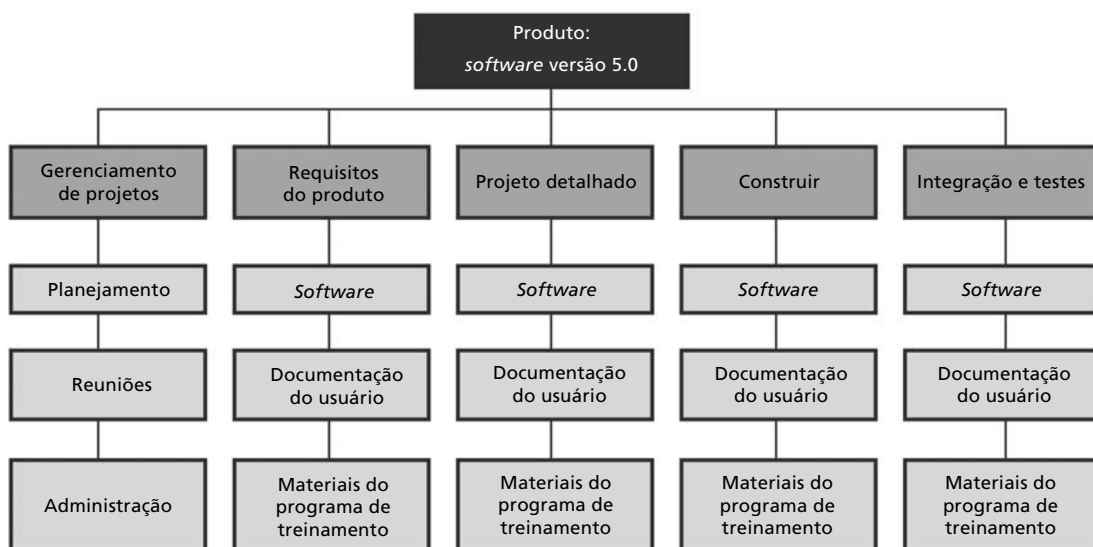 Produto:
software versão 5.0
Gerenciamento
de projetos
Requisitos
do produto
Projeto detalhado
Construir
Integração e testes
Planejamento
Software
Software
Software
Software
Reuniões
Documentação
do usuário
Documentação
do usuário
Documentação
do usuário
Documentação
do usuário
Administração
Materiais do
programa de
treinamento
Materiais do
programa de
treinamento
Materiais do
programa de
treinamento
Materiais do
programa de
treinamento